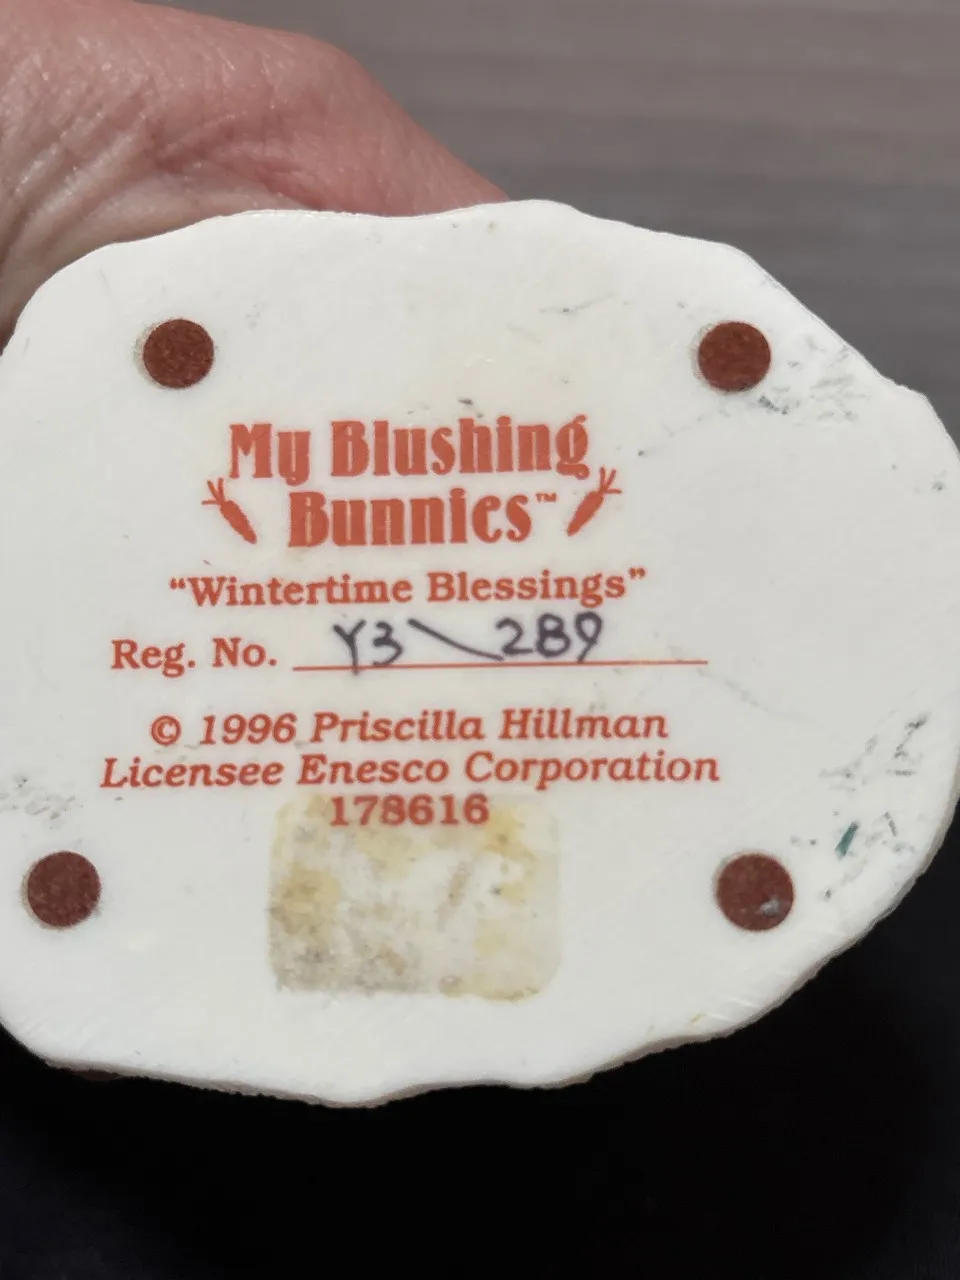 My Blushing
Bunnies™
“Wintertime Blessings”
Reg. No. Y3\289
© 1996 Priscilla Hillman
Licensee Enesco Corporation
178616